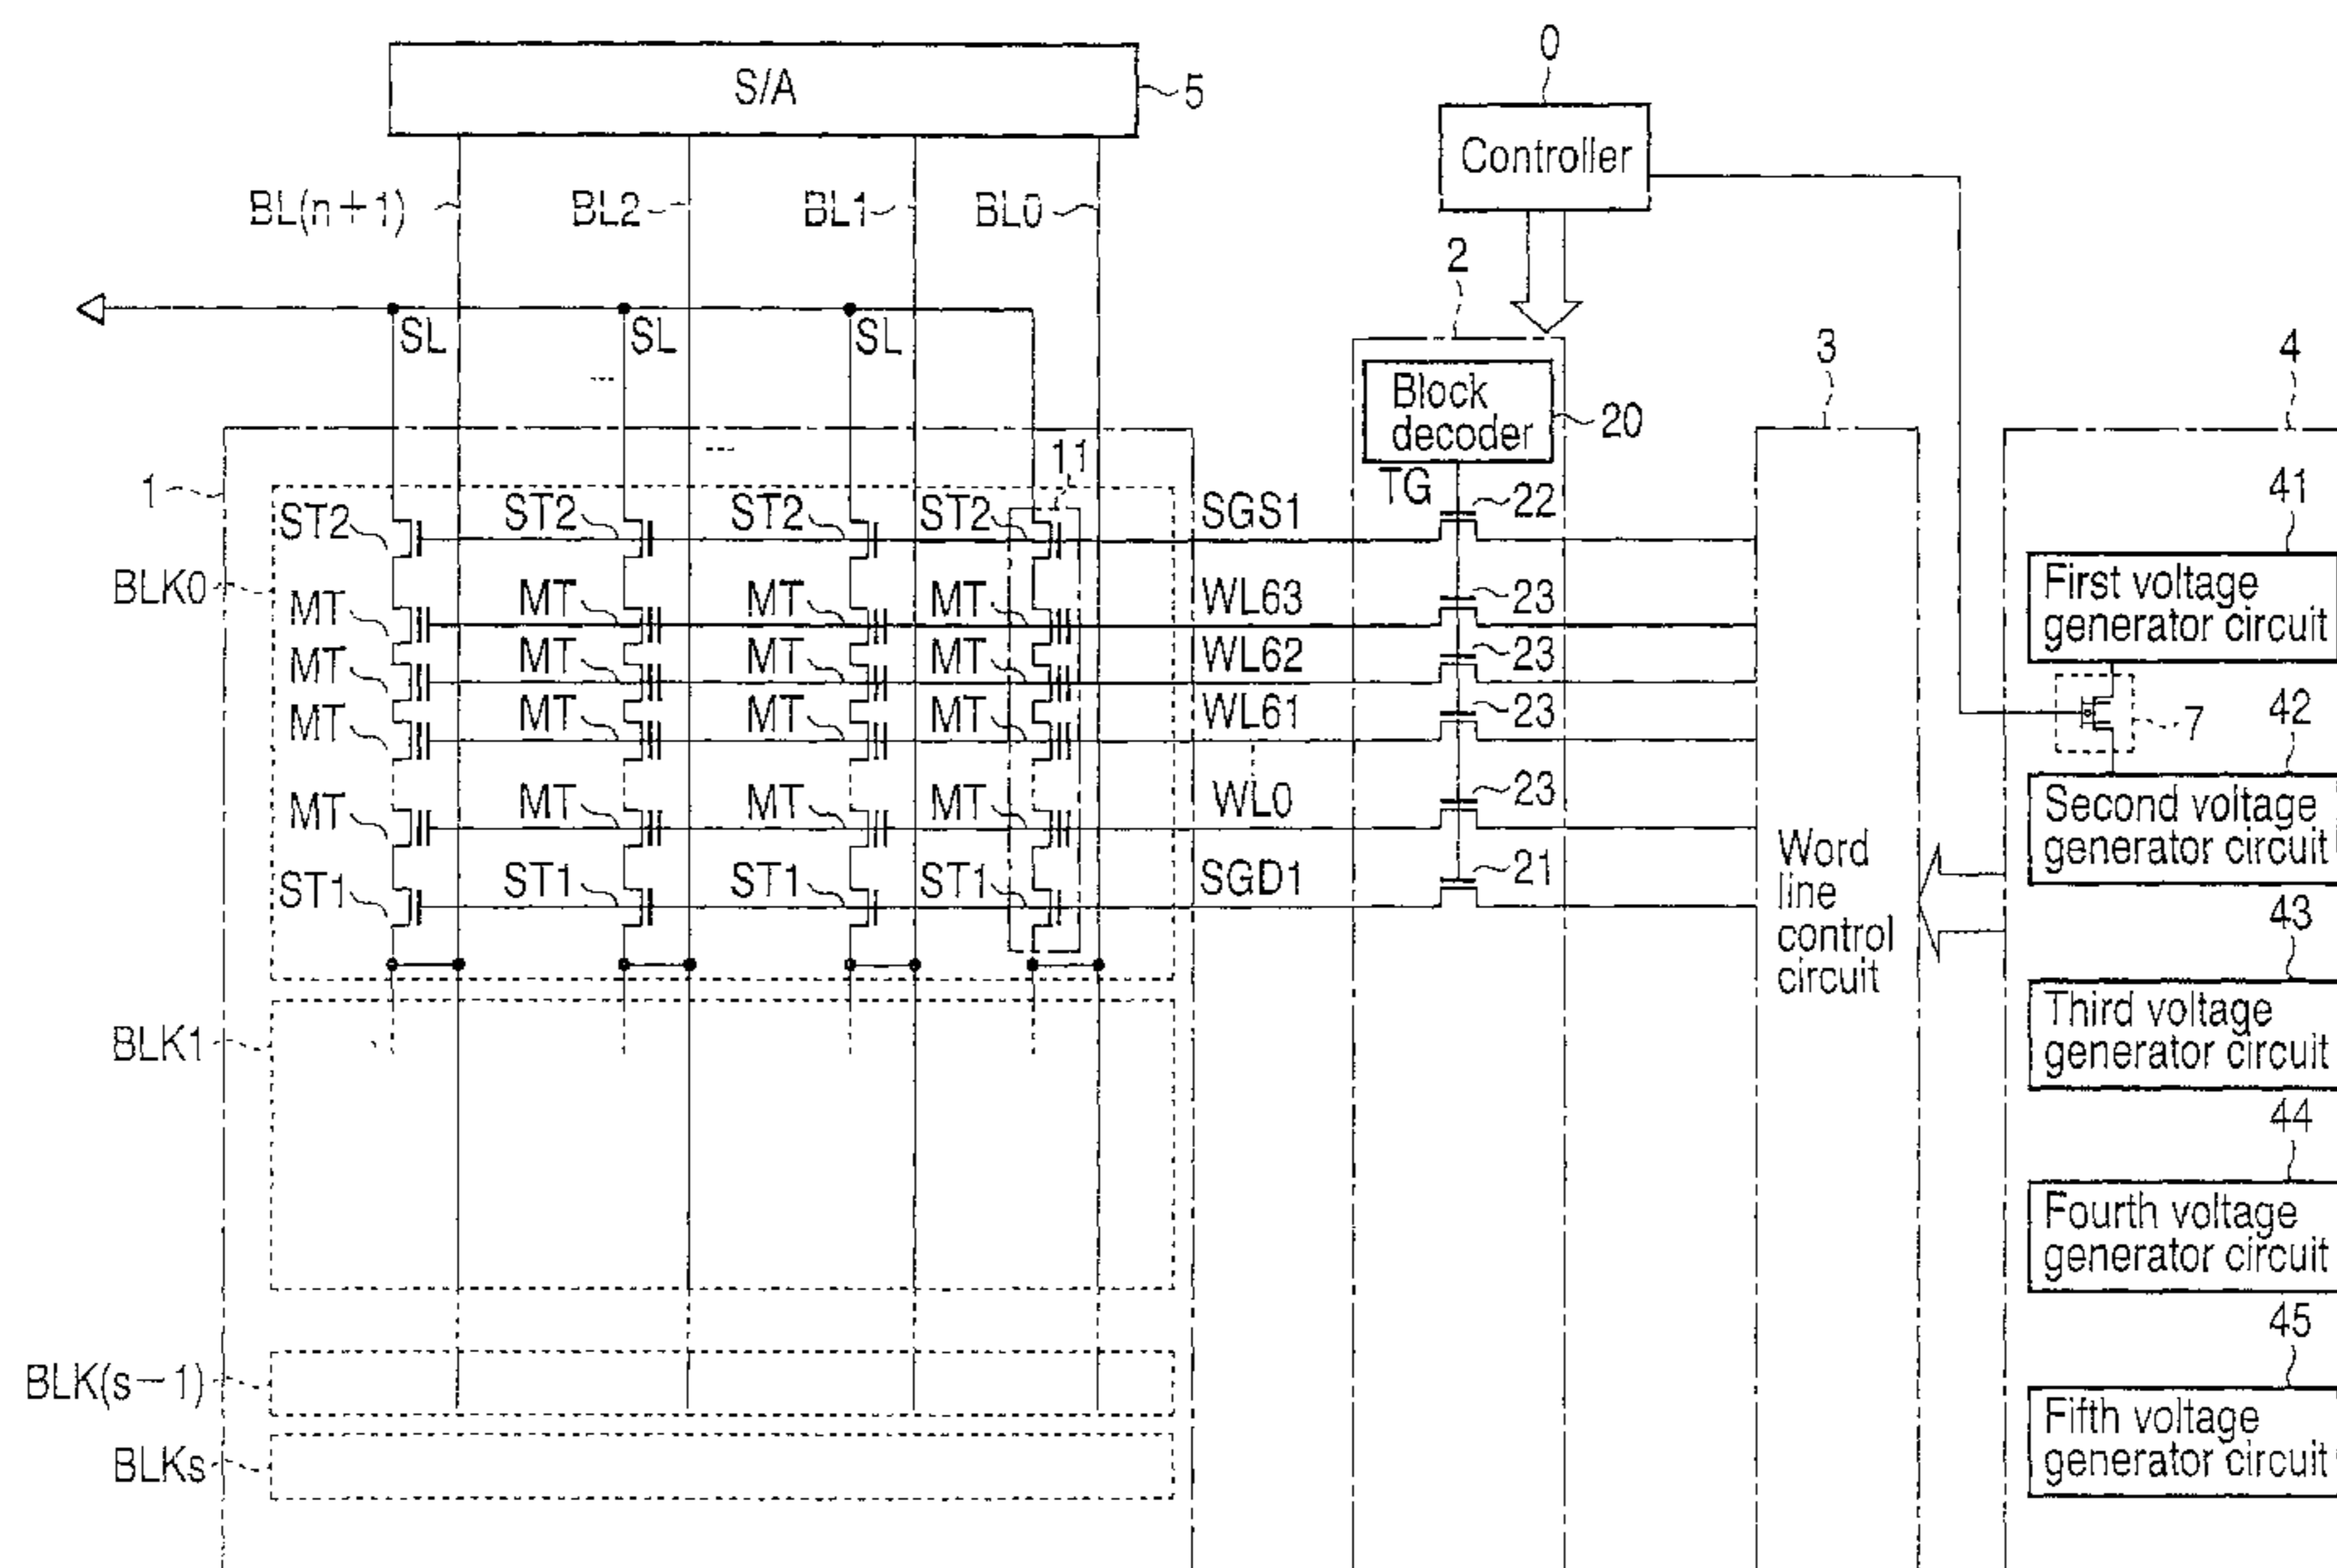 0
S/A
5
Controller
BL(n+1)
BL2
BL1
BL0
2
SL
SL
SL
3
4
Block
decoder
20
11
1
TG
41
ST2
ST2
ST2
ST2
SGS1
22
BLK0
MT
MT
MT
MT
WL63
23
First voltage
generator circuit
MT
MT
MT
MT
WL62
23
MT
MT
MT
MT
WL61
23
7
42
MT
MT
MT
MT
WL0
23
Second voltage
generator circuit
ST1
ST1
ST1
ST1
SGD1
21
Word
line
control
circuit
43
BLK1
Third voltage
generator circuit
44
Fourth voltage
generator circuit
45
BLK(s-1)
Fifth voltage
generator circuit
BLKs